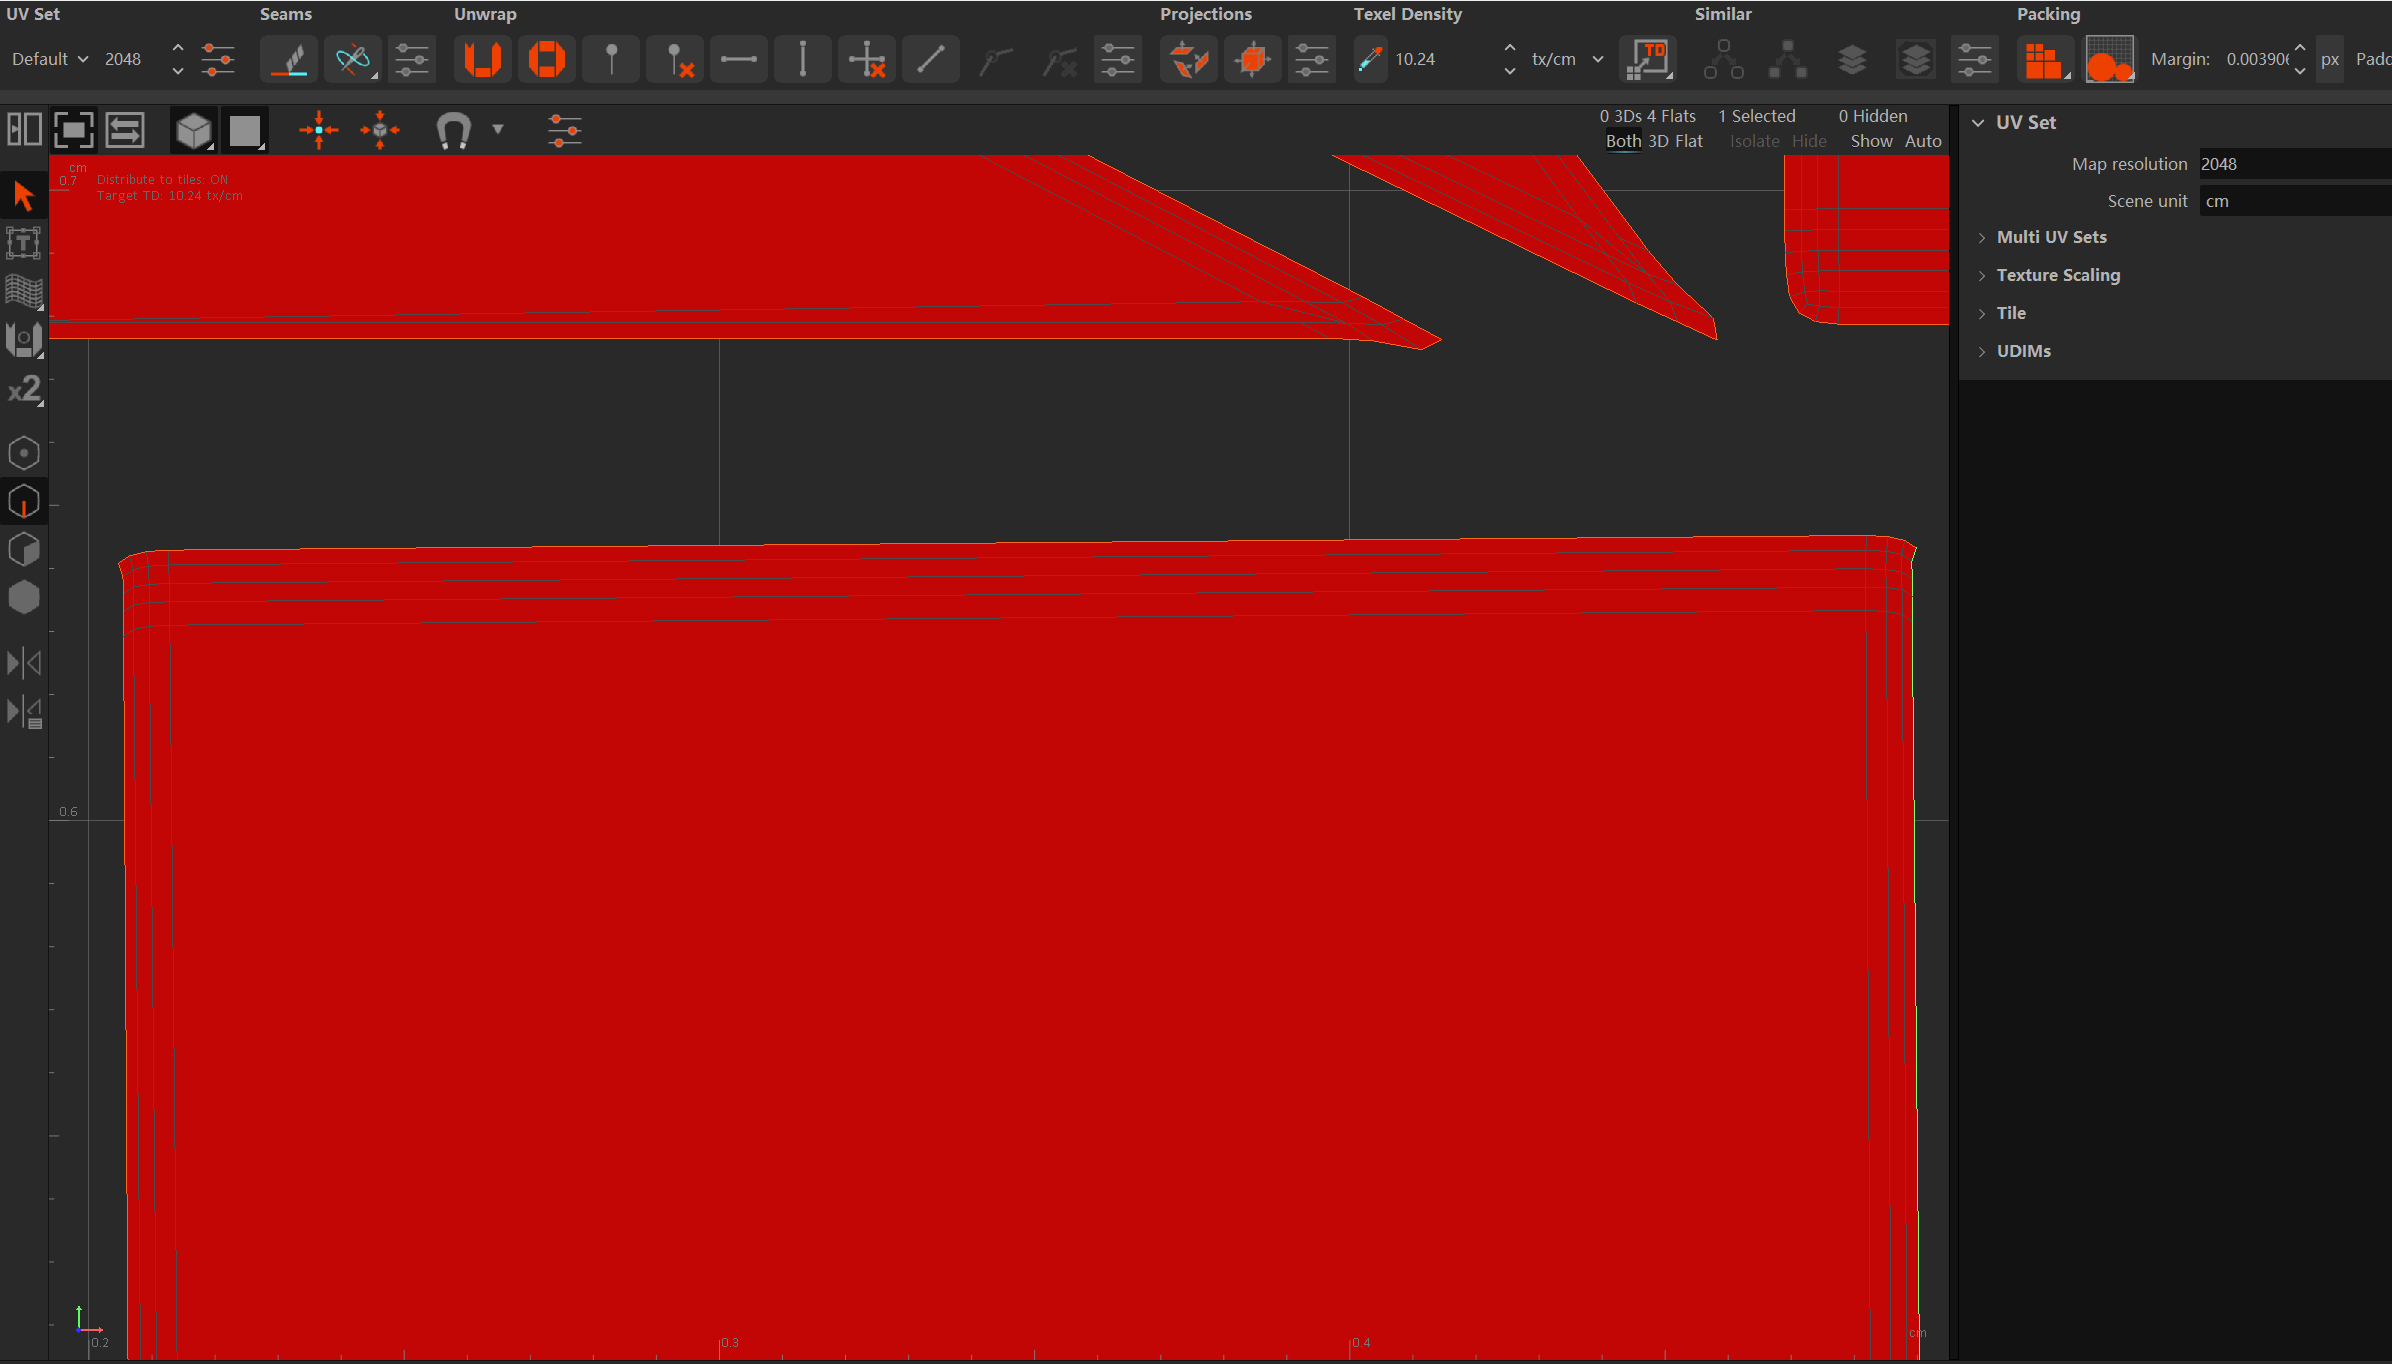 UV Set
Seams
Unwrap
Projections
Texel Density
Similar
Packing
Default
2048
10.24
tx/cm
TD
Margin:
0.00390
px
0 3Ds 4 Flats
1 Selected
0 Hidden
Both 3D Flat
Isolate Hide
Show Auto
UV Set
Map resolution 2048
Scene unit cm
Multi UV Sets
Texture Scaling
Tile
UDIMs
T
x2
cm
0.7
Distribute to tiles: ON
Target TD: 10.24 tx/cm
0.6
0.2
0.3
0.4
cm